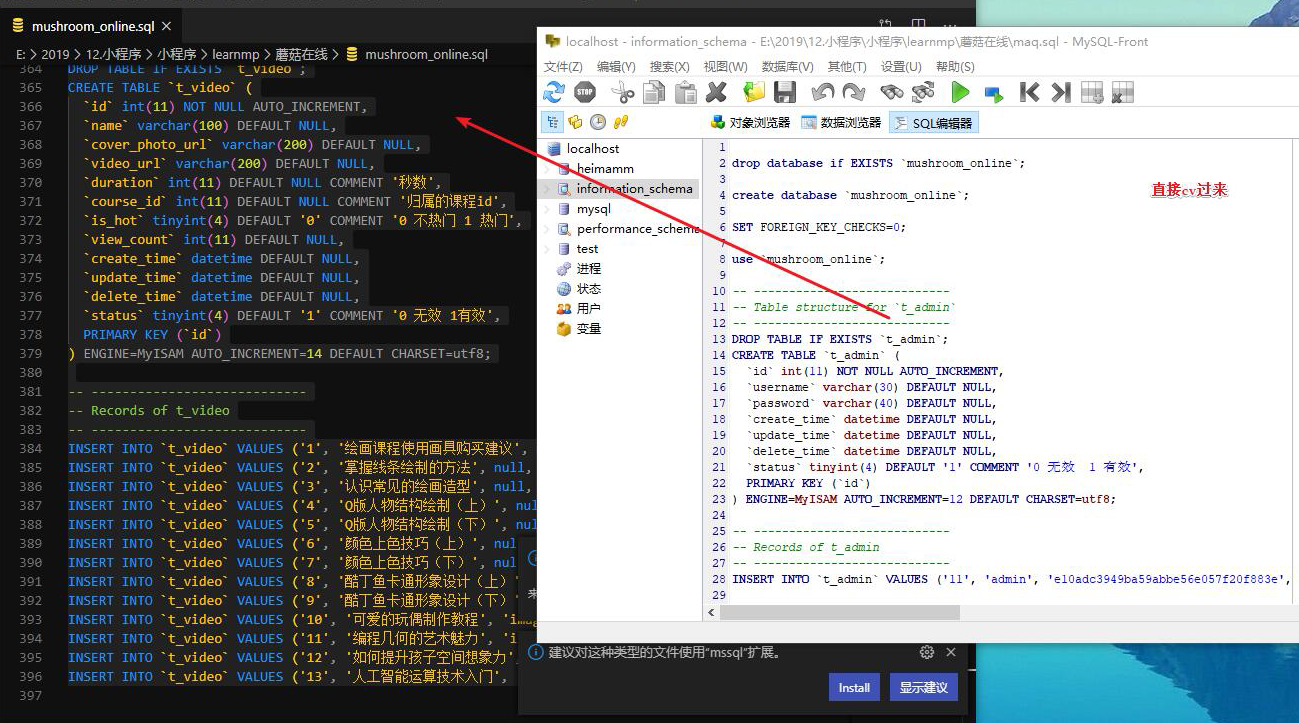 mushroom_online.sql
E: > 2019 > 12.小程序 > 小程序 > learnmp > 蘑菇在线 > mushroom_online.sql
364 DROP TABLE IF EXISTS `t_video`;
365 CREATE TABLE `t_video` (
366 `id` int(11) NOT NULL AUTO_INCREMENT,
367 `name` varchar(100) DEFAULT NULL,
368 `cover_photo_url` varchar(200) DEFAULT NULL,
369 `video_url` varchar(200) DEFAULT NULL,
370 `duration` int(11) DEFAULT NULL COMMENT '秒数',
371 `course_id` int(11) DEFAULT NULL COMMENT '归属的课程id',
372 `is_hot` tinyint(4) DEFAULT '0' COMMENT '0 不热门 1 热门',
373 `view_count` int(11) DEFAULT NULL,
374 `create_time` datetime DEFAULT NULL,
375 `update_time` datetime DEFAULT NULL,
376 `delete_time` datetime DEFAULT NULL,
377 `status` tinyint(4) DEFAULT '1' COMMENT '0 无效 1有效',
378 PRIMARY KEY (`id`)
379 ) ENGINE=MyISAM AUTO_INCREMENT=14 DEFAULT CHARSET=utf8;
380
381 -- ----------------------------
382 -- Records of t_video
383 -- ----------------------------
384 INSERT INTO `t_video` VALUES ('1', '绘画课程使用画具购买建议',
385 INSERT INTO `t_video` VALUES ('2', '掌握线条绘制的方法', null,
386 INSERT INTO `t_video` VALUES ('3', '认识常见的绘画造型', null,
387 INSERT INTO `t_video` VALUES ('4', 'Q版人物结构绘制（上）', nul
388 INSERT INTO `t_video` VALUES ('5', 'Q版人物结构绘制（下）', nul
389 INSERT INTO `t_video` VALUES ('6', '颜色上色技巧（上）', nul
390 INSERT INTO `t_video` VALUES ('7', '颜色上色技巧（下）', nul
391 INSERT INTO `t_video` VALUES ('8', '酷丁鱼卡通形象设计（上）'
392 INSERT INTO `t_video` VALUES ('9', '酷丁鱼卡通形象设计（下）'
393 INSERT INTO `t_video` VALUES ('10', '可爱的玩偶制作教程', 'imag
394 INSERT INTO `t_video` VALUES ('11', '编程几何的艺术魅力', 'i
395 INSERT INTO `t_video` VALUES ('12', '如何提升孩子空间想象力'
396 INSERT INTO `t_video` VALUES ('13', '人工智能运算技术入门',
397
localhost - information_schema - E:\2019\12.小程序\小程序\learnmp\蘑菇在线\maq.sql - MySQL-Front
文件(Z) 编辑(Y) 搜索(X) 视图(W) 数据库(V) 其他(T) 设置(U) 帮助(S)
STOP
对象浏览器 数据浏览器 SQL编辑器
localhost
heimamm
information_schema
mysql
performance_schema
test
进程
状态
用户
变量
1
2 drop database if EXISTS `mushroom_online`;
3
4 create database `mushroom_online`;
5
6 SET FOREIGN_KEY_CHECKS=0;
7
8 use `mushroom_online`;
9
10 -- ----------------------------
11 -- Table structure for `t_admin`
12 -- ----------------------------
13 DROP TABLE IF EXISTS `t_admin`;
14 CREATE TABLE `t_admin` (
15 `id` int(11) NOT NULL AUTO_INCREMENT,
16 `username` varchar(30) DEFAULT NULL,
17 `password` varchar(40) DEFAULT NULL,
18 `create_time` datetime DEFAULT NULL,
19 `update_time` datetime DEFAULT NULL,
20 `delete_time` datetime DEFAULT NULL,
21 `status` tinyint(4) DEFAULT '1' COMMENT '0 无效 1 有效',
22 PRIMARY KEY (`id`)
23 ) ENGINE=MyISAM AUTO_INCREMENT=12 DEFAULT CHARSET=utf8;
24
25 -- ----------------------------
26 -- Records of t_admin
27 -- ----------------------------
28 INSERT INTO `t_admin` VALUES ('11', 'admin', 'e10adc3949ba59abbe56e057f20f883e',
29
直接cv过来
来
建议对这种类型的文件使用“mssql”扩展。
Install 显示建议